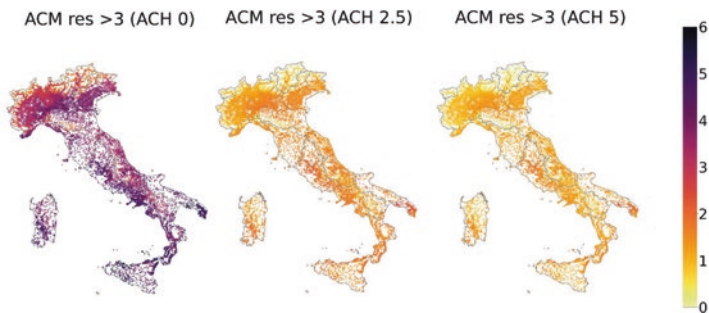 ACM res >3 (ACH 0)
ACM res >3 (ACH 2.5)
ACM res >3 (ACH 5)
6
5
4
3
2
1
0